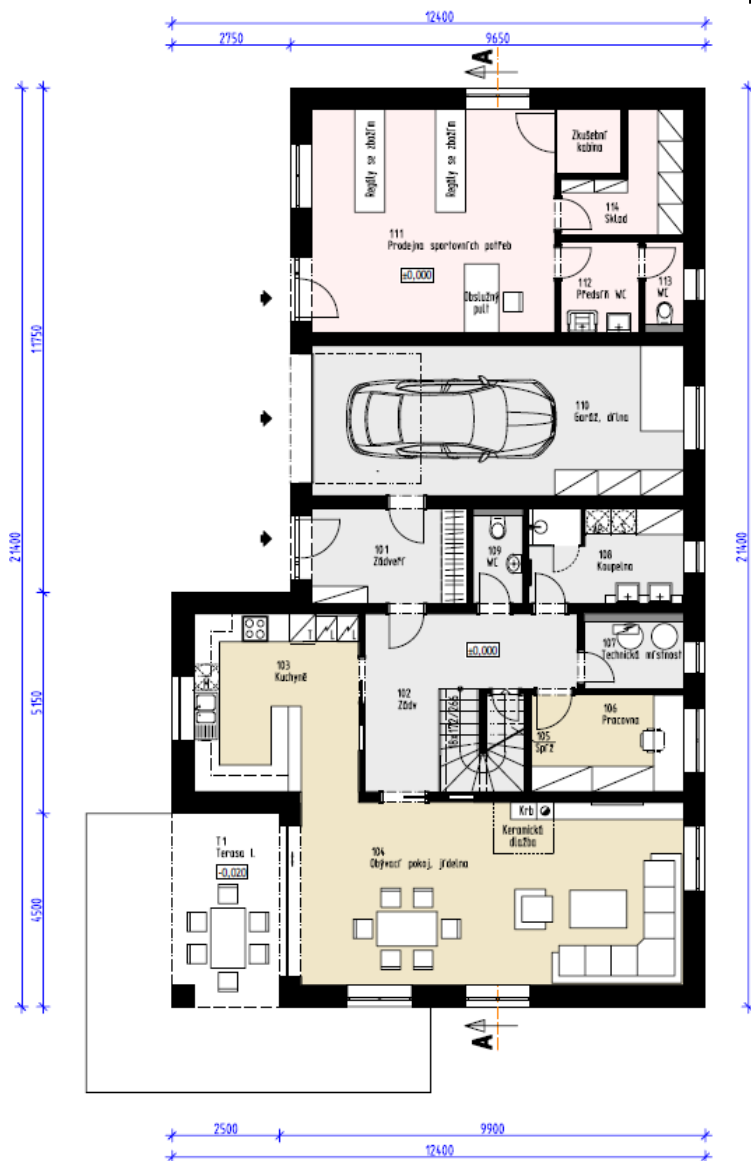 12400
2750
9650
A
Regály se zbožím
Regály se zbožím
Zkušební
kabina
114
Sklad
111
Prodejna sportovních potřeb
±0,000
Obslužný
pult
112
Předsíň WC
113
WC
11750
21400
21400
110
Garáž, dílna
101
Zádveří
109
WC
108
Koupelna
±0,000
107
Technická místnost
103
Kuchyně
T
L
L
M
102
Zádv
18x172/266
105
Spíž
106
Pracovna
5150
Krb
Keramická
dlažba
T1
Terasa I.
-0,020
104
Obývací pokoj, jídelna
4500
A
2500
9900
12400